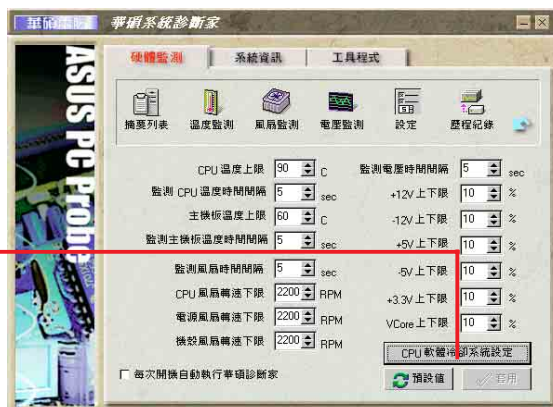 華碩電腦 華碩系統診斷家
ASUS PC Probe
硬體監測 系統資訊 工具程式
摘要列表 溫度監測 風扇監測 電壓監測 設定 歷程紀錄
CPU 溫度上限 90 C 監測電壓時間間隔 5 sec
監測 CPU 溫度時間間隔 5 sec +12V 上下限 10 %
主機板溫度上限 60 C -12V 上下限 10 %
監測主機板溫度時間間隔 5 sec +5V 上下限 10 %
監測風扇時間間隔 5 sec -5V 上下限 10 %
CPU 風扇轉速下限 2200 RPM +3.3V 上下限 10 %
電源風扇轉速下限 2200 RPM VCore 上下限 10 %
機殼風扇轉速下限 2200 RPM CPU 軟體冷卻系統設定
每次開機自動執行華碩診斷家 預設值 套用